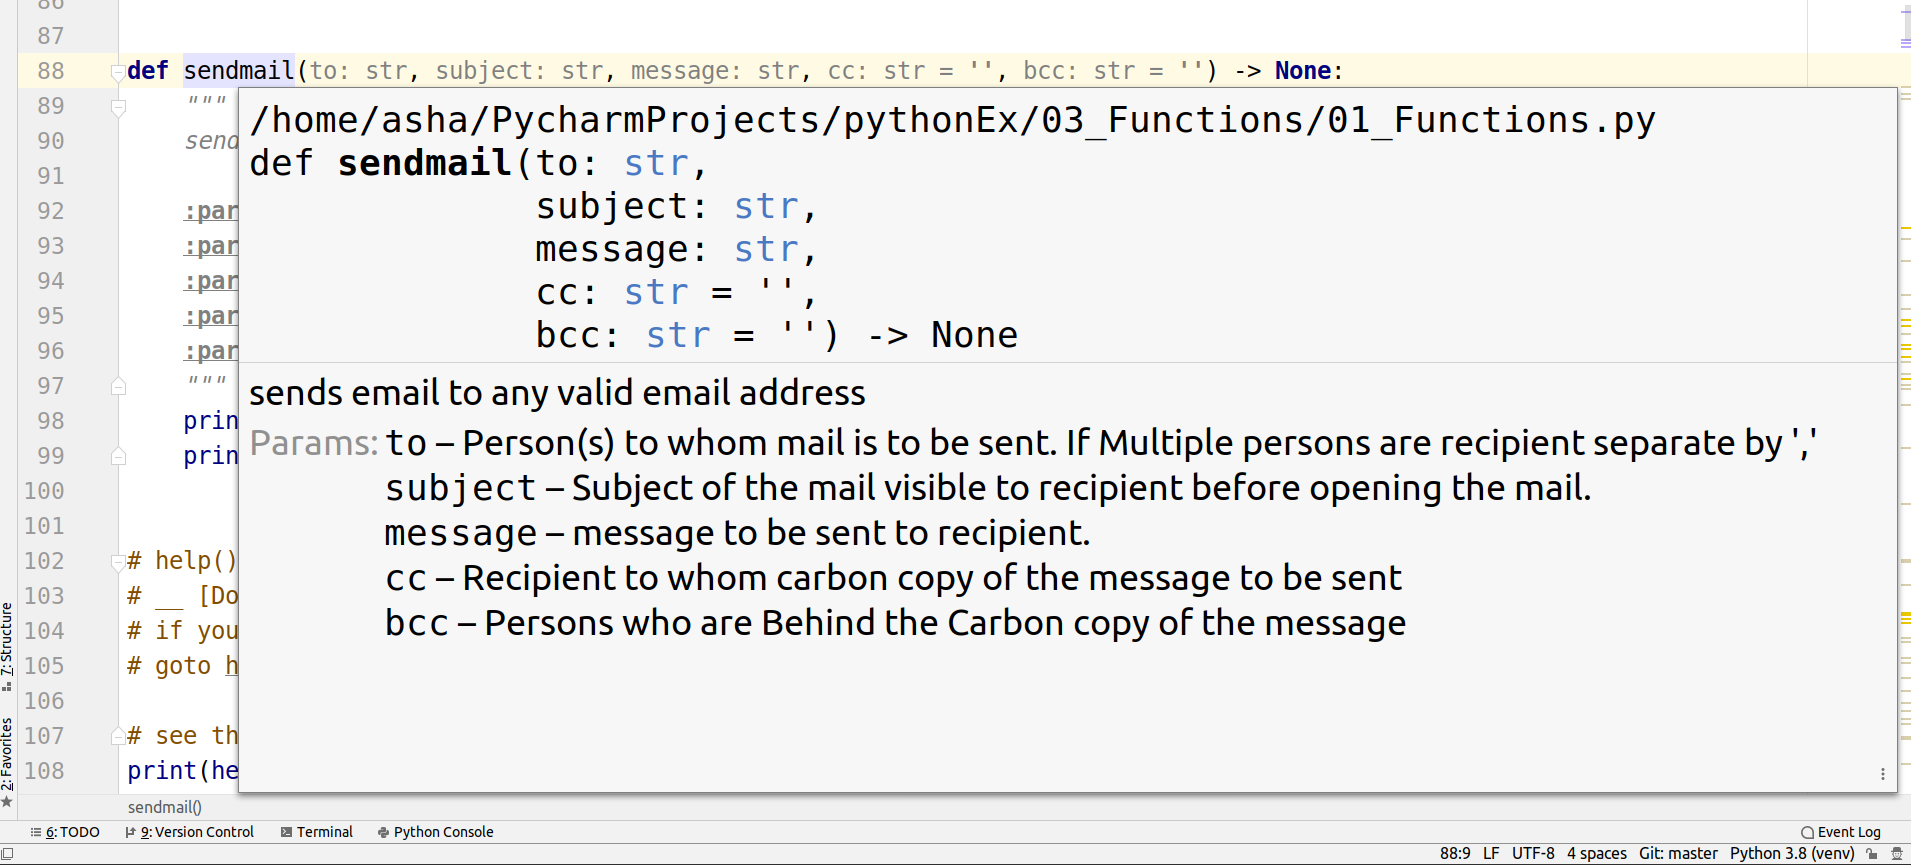 86
87
88 def sendmail(to: str, subject: str, message: str, cc: str = '', bcc: str = '') -> None:
89 """
/home/asha/PycharmProjects/pythonEx/03_Functions/01_Functions.py
def sendmail(to: str,
subject: str,
message: str,
cc: str = '',
bcc: str = '') -> None
sends email to any valid email address
Params: to – Person(s) to whom mail is to be sent. If Multiple persons are recipient separate by ','
subject – Subject of the mail visible to recipient before opening the mail.
message – message to be sent to recipient.
cc – Recipient to whom carbon copy of the message to be sent
bcc – Persons who are Behind the Carbon copy of the message
90 send
91
92 :par
93 :par
94 :par
95 :par
96 :par
97 """
98 prin
99 prin
100
101
102 # help()
103 # __ [Do
104 # if you
105 # goto h
106
107 # see th
108 print(he
7: Structure
2: Favorites
sendmail()
6: TODO 9: Version Control Terminal Python Console Event Log
88:9 LF UTF-8 4 spaces Git: master Python 3.8 (venv)